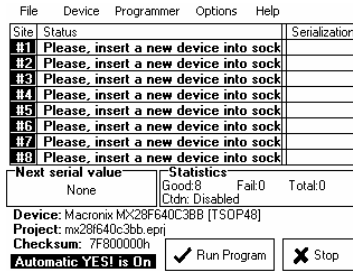 File Device Programmer Options Help
Site Status Serialization
#1 Please, insert a new device into sock
#2 Please, insert a new device into sock
#3 Please, insert a new device into sock
#4 Please, insert a new device into sock
#5 Please, insert a new device into sock
#6 Please, insert a new device into sock
#7 Please, insert a new device into sock
#8 Please, insert a new device into sock
Next serial value
None
Statistics
Good:8 Fail:0 Total:0
Ctdn: Disabled
Device: Macronix MX28F640C3BB [TSOP48]
Project: mx28f640c3bb.eprj
Checksum: 7F800000h
Automatic YES! is On
Run Program
Stop